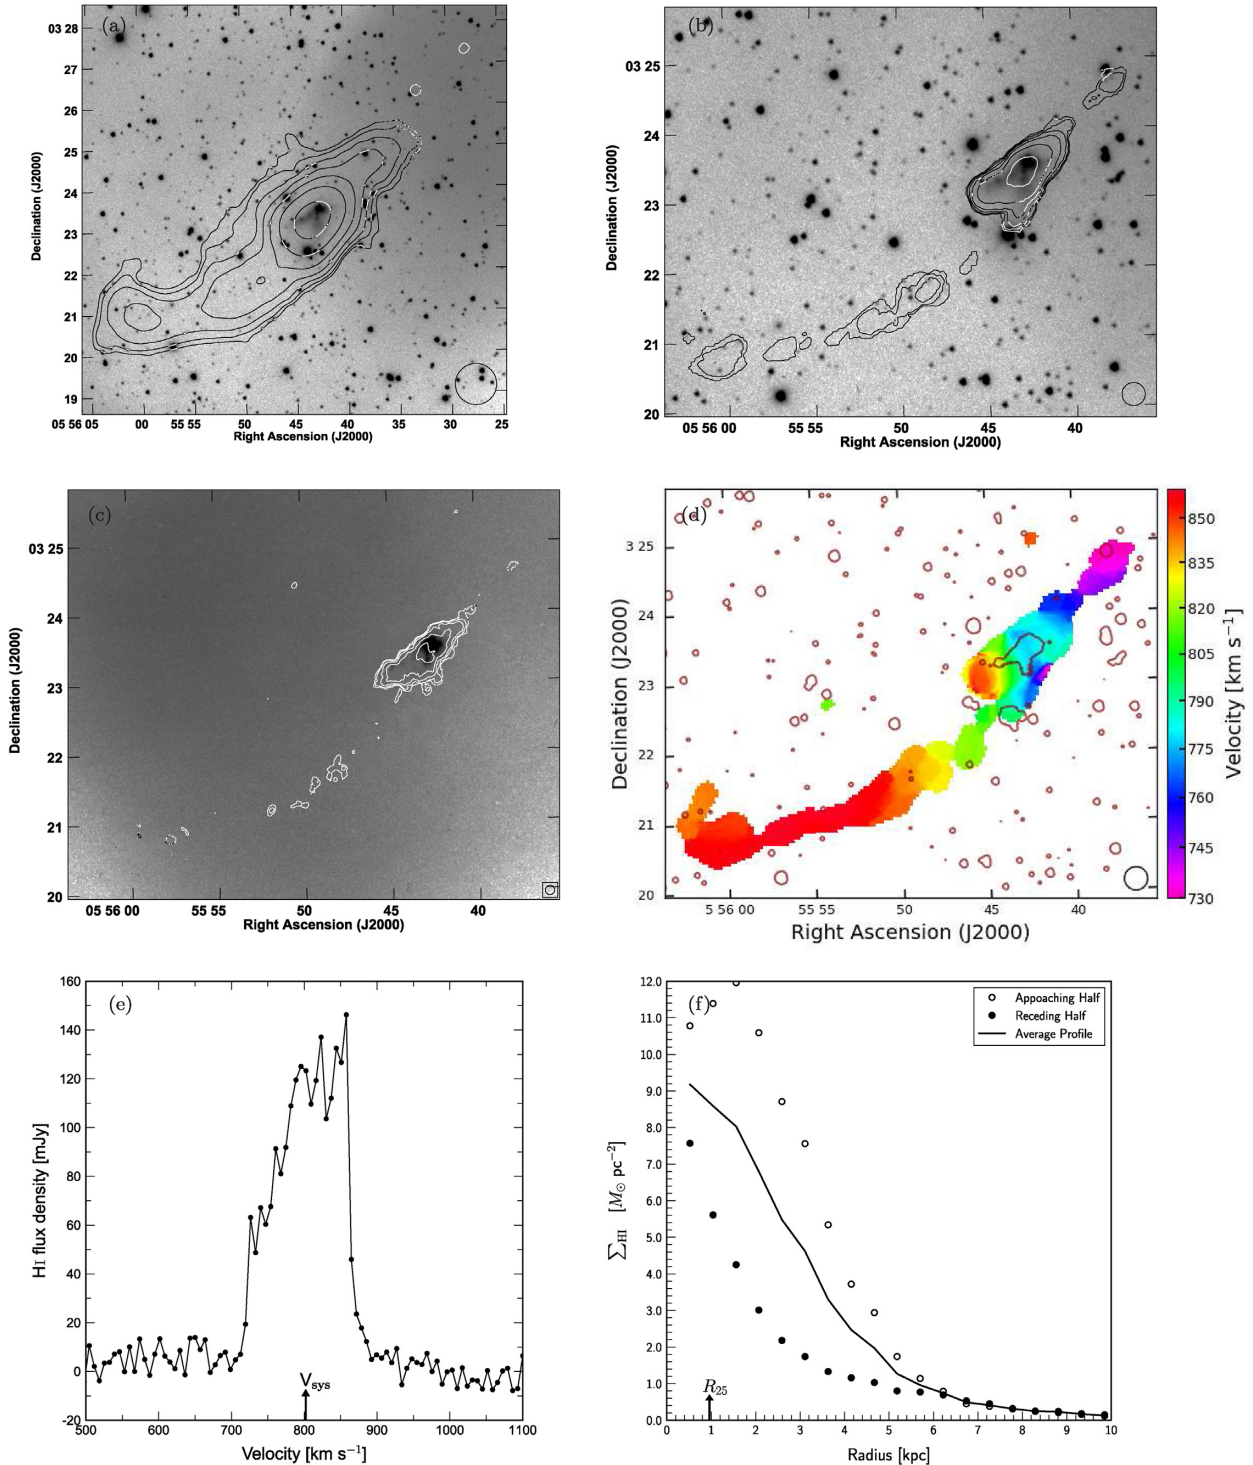 (a)
03 28
27
26
25
24
23
22
21
20
19
Declination (J2000)
05 56 05 00 55 55 50 45 40 35 30 25
Right Ascension (J2000)
(b)
03 25
24
23
22
21
20
Declination (J2000)
05 56 00 55 55 50 45 40
Right Ascension (J2000)
(c)
03 25
24
23
22
21
20
Declination (J2000)
05 56 00 55 55 50 45 40
Right Ascension (J2000)
(d)
3 25
24
23
22
21
20
Declination (J2000)
5 56 00 55 55 50 45 40
Right Ascension (J2000)
850
835
820
805
790
775
760
745
730
Velocity [km s⁻¹]
(e)
160
140
120
100
80
60
40
20
0
-20
HI flux density [mJy]
Vsys
500 600 700 800 900 1000 1100
Velocity [km s⁻¹]
(f)
Appoaching Half
Receding Half
Average Profile
12.0
11.0
10.0
9.0
8.0
7.0
6.0
5.0
4.0
3.0
2.0
1.0
0.0
∑HI [M⊙ pc⁻²]
R25
0 1 2 3 4 5 6 7 8 9 10
Radius [kpc]